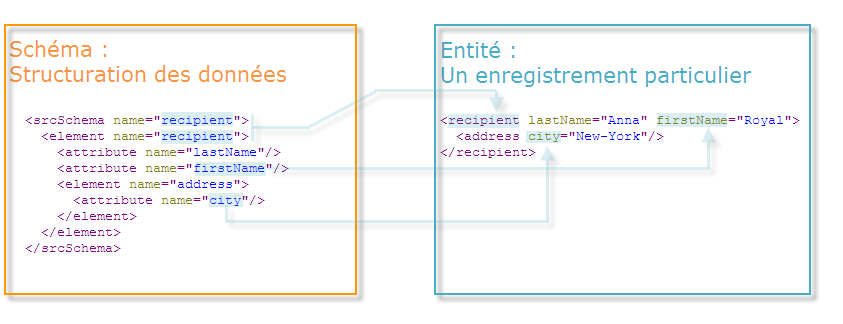 Schéma :
Structuration des données
<srcSchema name="recipient">
<element name="recipient">
<attribute name="lastName"/>
<attribute name="firstName"/>
<element name="address">
<attribute name="city"/>
</element>
</element>
</srcSchema>
Entité :
Un enregistrement particulier
<recipient lastName="Anna" firstName="Royal">
<address city="New-York"/>
</recipient>